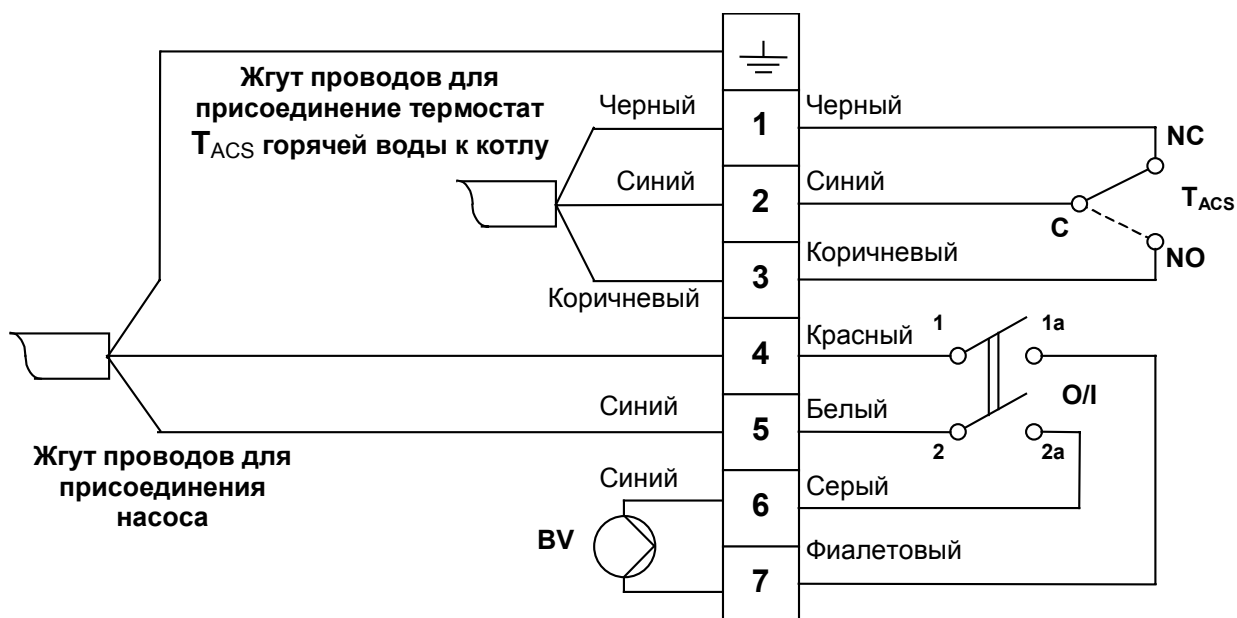 Жгут проводов для
присоединение термостат
TACS горячей воды к котлу
Черный
1
Черный
NC
Синий
2
Синий
C
TACS
Коричневый
3
Коричневый
NO
4
Красный
1
1a
O/I
Синий
5
Белый
2
2a
Жгут проводов для
присоединения
насоса
Синий
6
Серый
BV
7
Фиалетовый